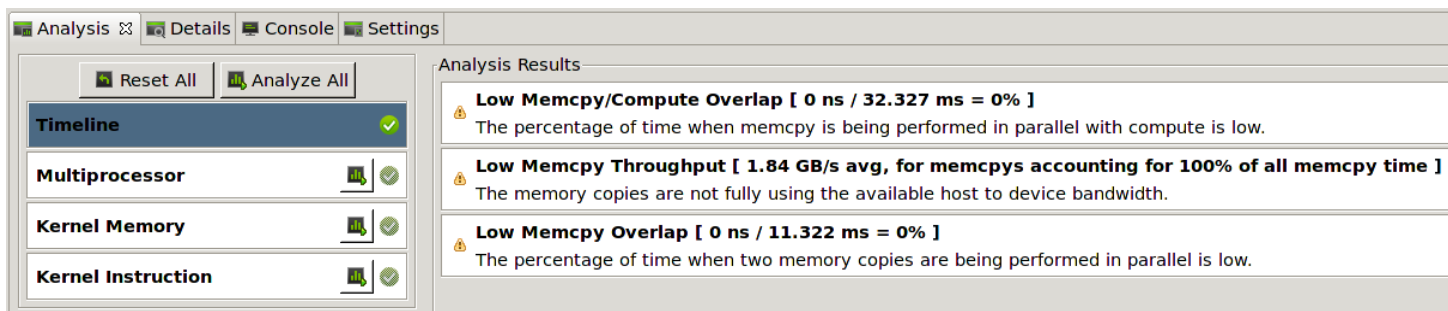 Analysis Details Console Settings
Reset All Analyze All
Timeline
Multiprocessor
Kernel Memory
Kernel Instruction
Analysis Results
Low Memcpy/Compute Overlap [ 0 ns / 32.327 ms = 0% ]
The percentage of time when memcpy is being performed in parallel with compute is low.
Low Memcpy Throughput [ 1.84 GB/s avg, for memcpys accounting for 100% of all memcpy time ]
The memory copies are not fully using the available host to device bandwidth.
Low Memcpy Overlap [ 0 ns / 11.322 ms = 0% ]
The percentage of time when two memory copies are being performed in parallel is low.